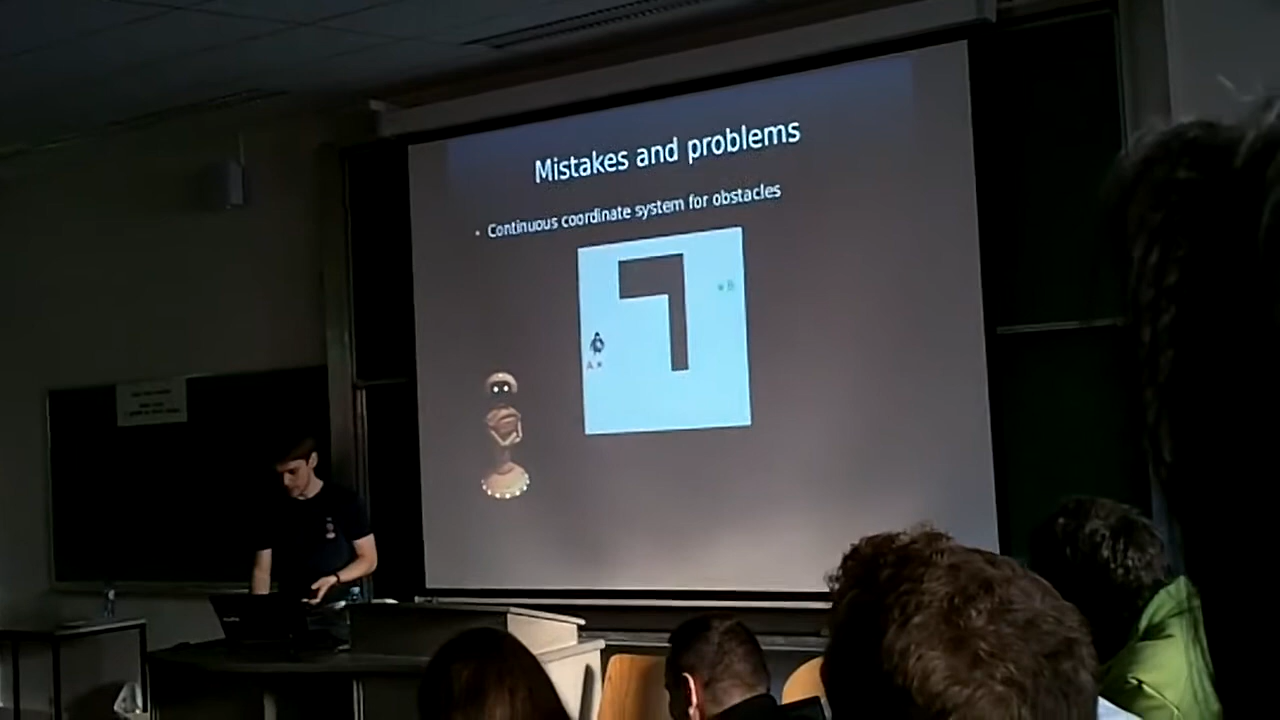 Mistakes and problems
• Continuous coordinate system for obstacles
B
A